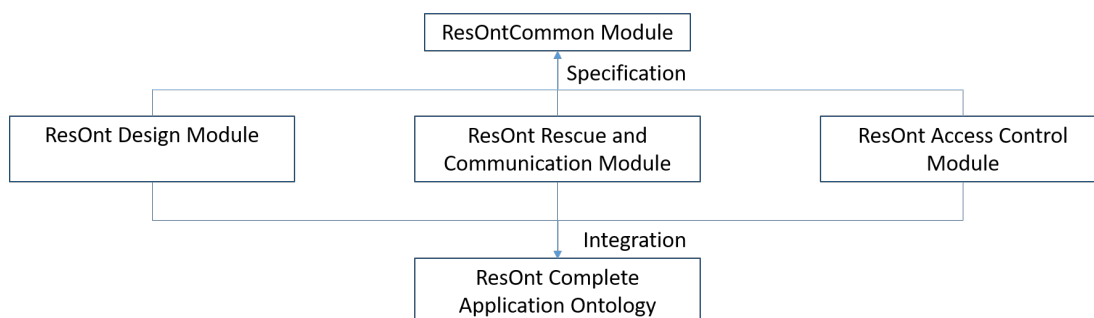 ResOntCommon Module
Specification
ResOnt Design Module
ResOnt Rescue and
Communication Module
ResOnt Access Control
Module
Integration
ResOnt Complete
Application Ontology